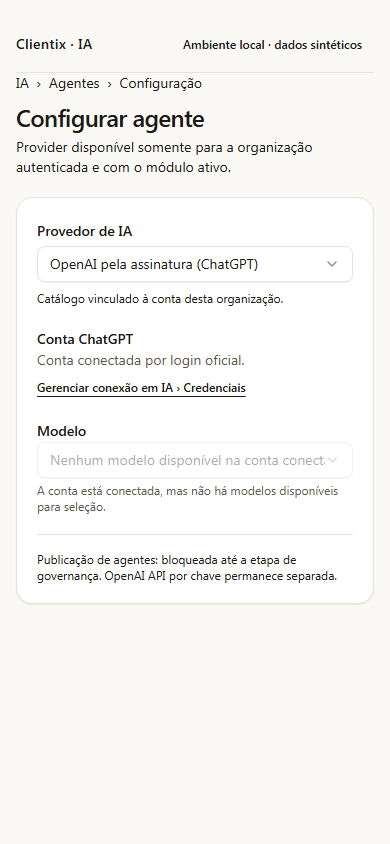 Clientix · IA
Ambiente local · dados sintéticos
IA › Agentes › Configuração
Configurar agente
Provider disponível somente para a organização
autenticada e com o módulo ativo.
Provedor de IA
OpenAI pela assinatura (ChatGPT)
Catálogo vinculado à conta desta organização.
Conta ChatGPT
Conta conectada por login oficial.
Gerenciar conexão em IA › Credenciais
Modelo
Nenhum modelo disponível na conta conect
A conta está conectada, mas não há modelos disponíveis
para seleção.
Publicação de agentes: bloqueada até a etapa de
governança. OpenAI API por chave permanece separada.